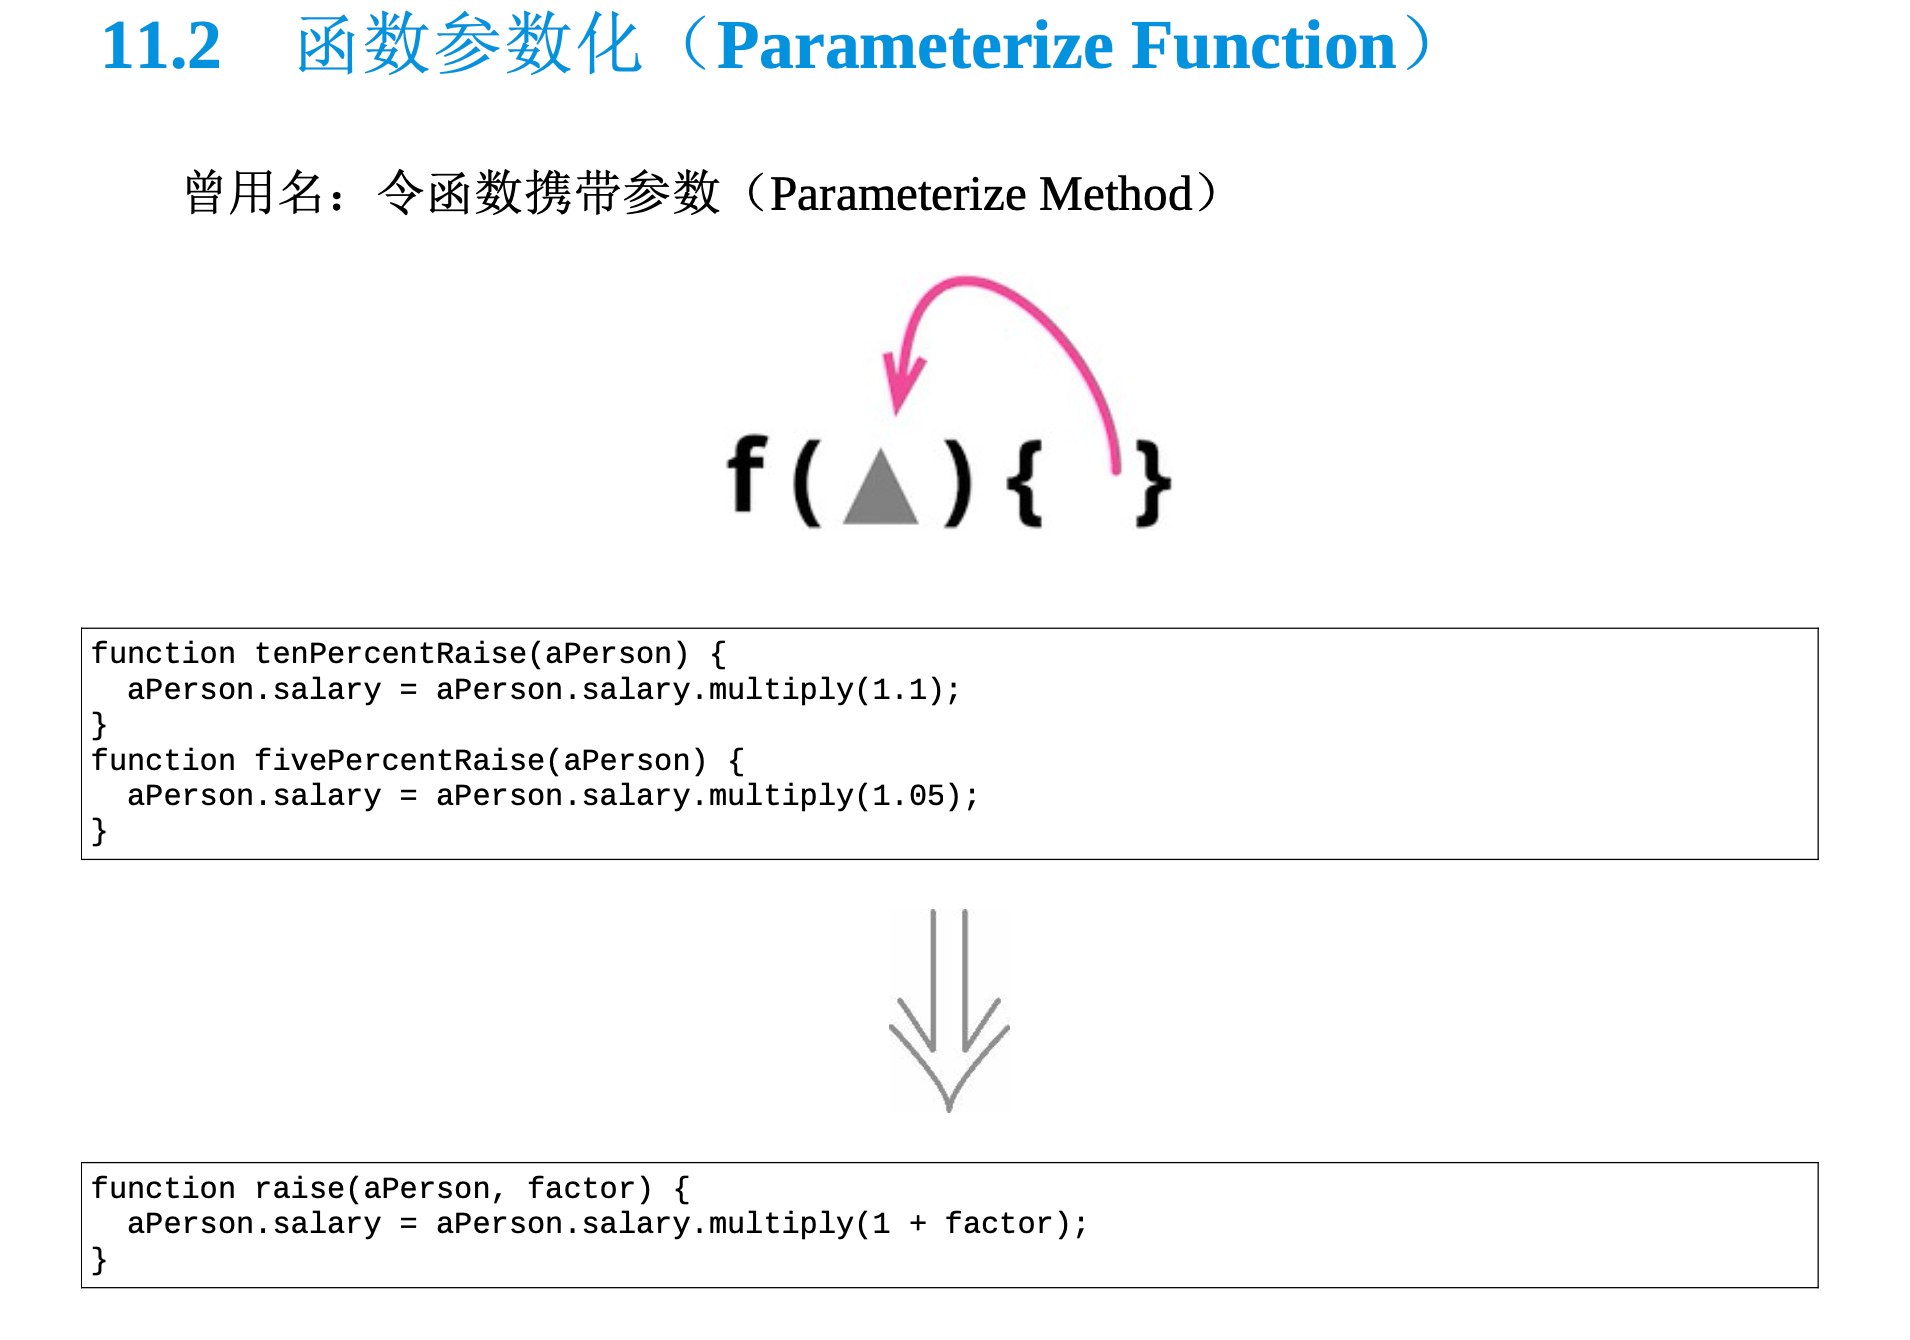 11.2 函数参数化（Parameterize Function）
曾用名：令函数携带参数（Parameterize Method）
f(▲){ }
function tenPercentRaise(aPerson) {
  aPerson.salary = aPerson.salary.multiply(1.1);
}
function fivePercentRaise(aPerson) {
  aPerson.salary = aPerson.salary.multiply(1.05);
}
function raise(aPerson, factor) {
  aPerson.salary = aPerson.salary.multiply(1 + factor);
}